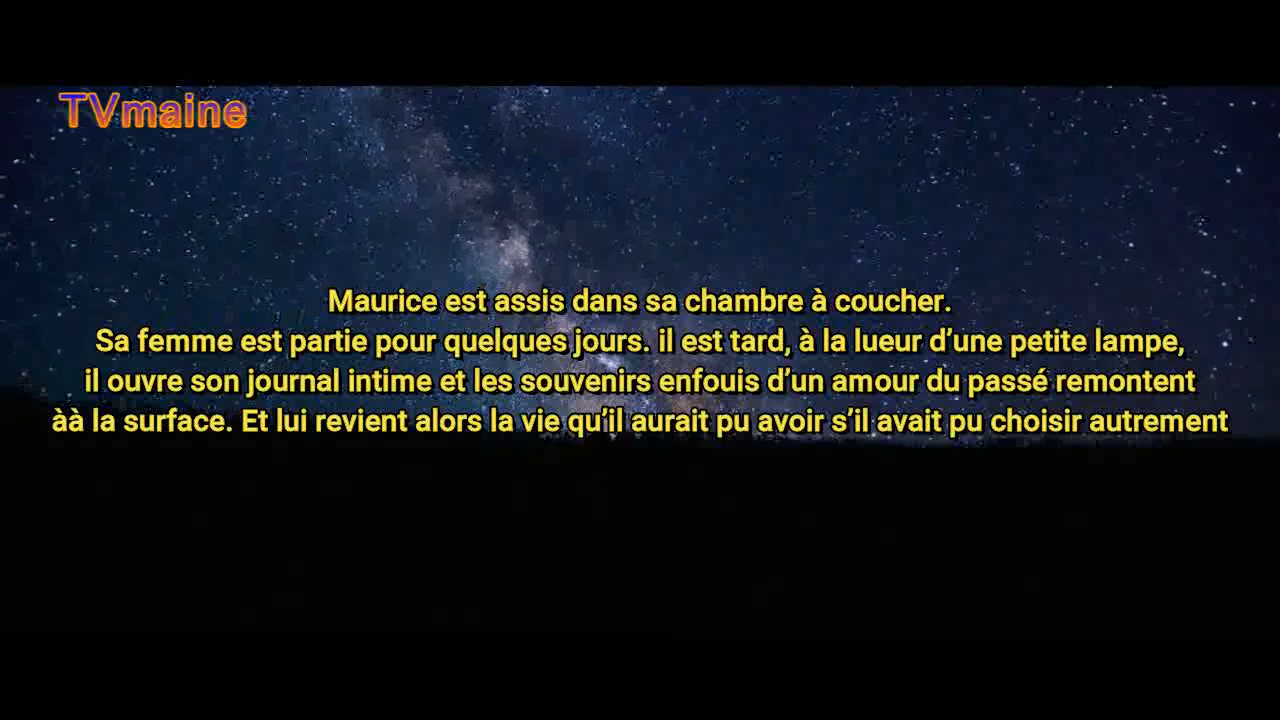 TVmaine
Maurice est assis dans sa chambre à coucher.
Sa femme est partie pour quelques jours. il est tard, à la lueur d’une petite lampe,
il ouvre son journal intime et les souvenirs enfouis d’un amour du passé remontent
àà la surface. Et lui revient alors la vie qu’il aurait pu avoir s’il avait pu choisir autrement